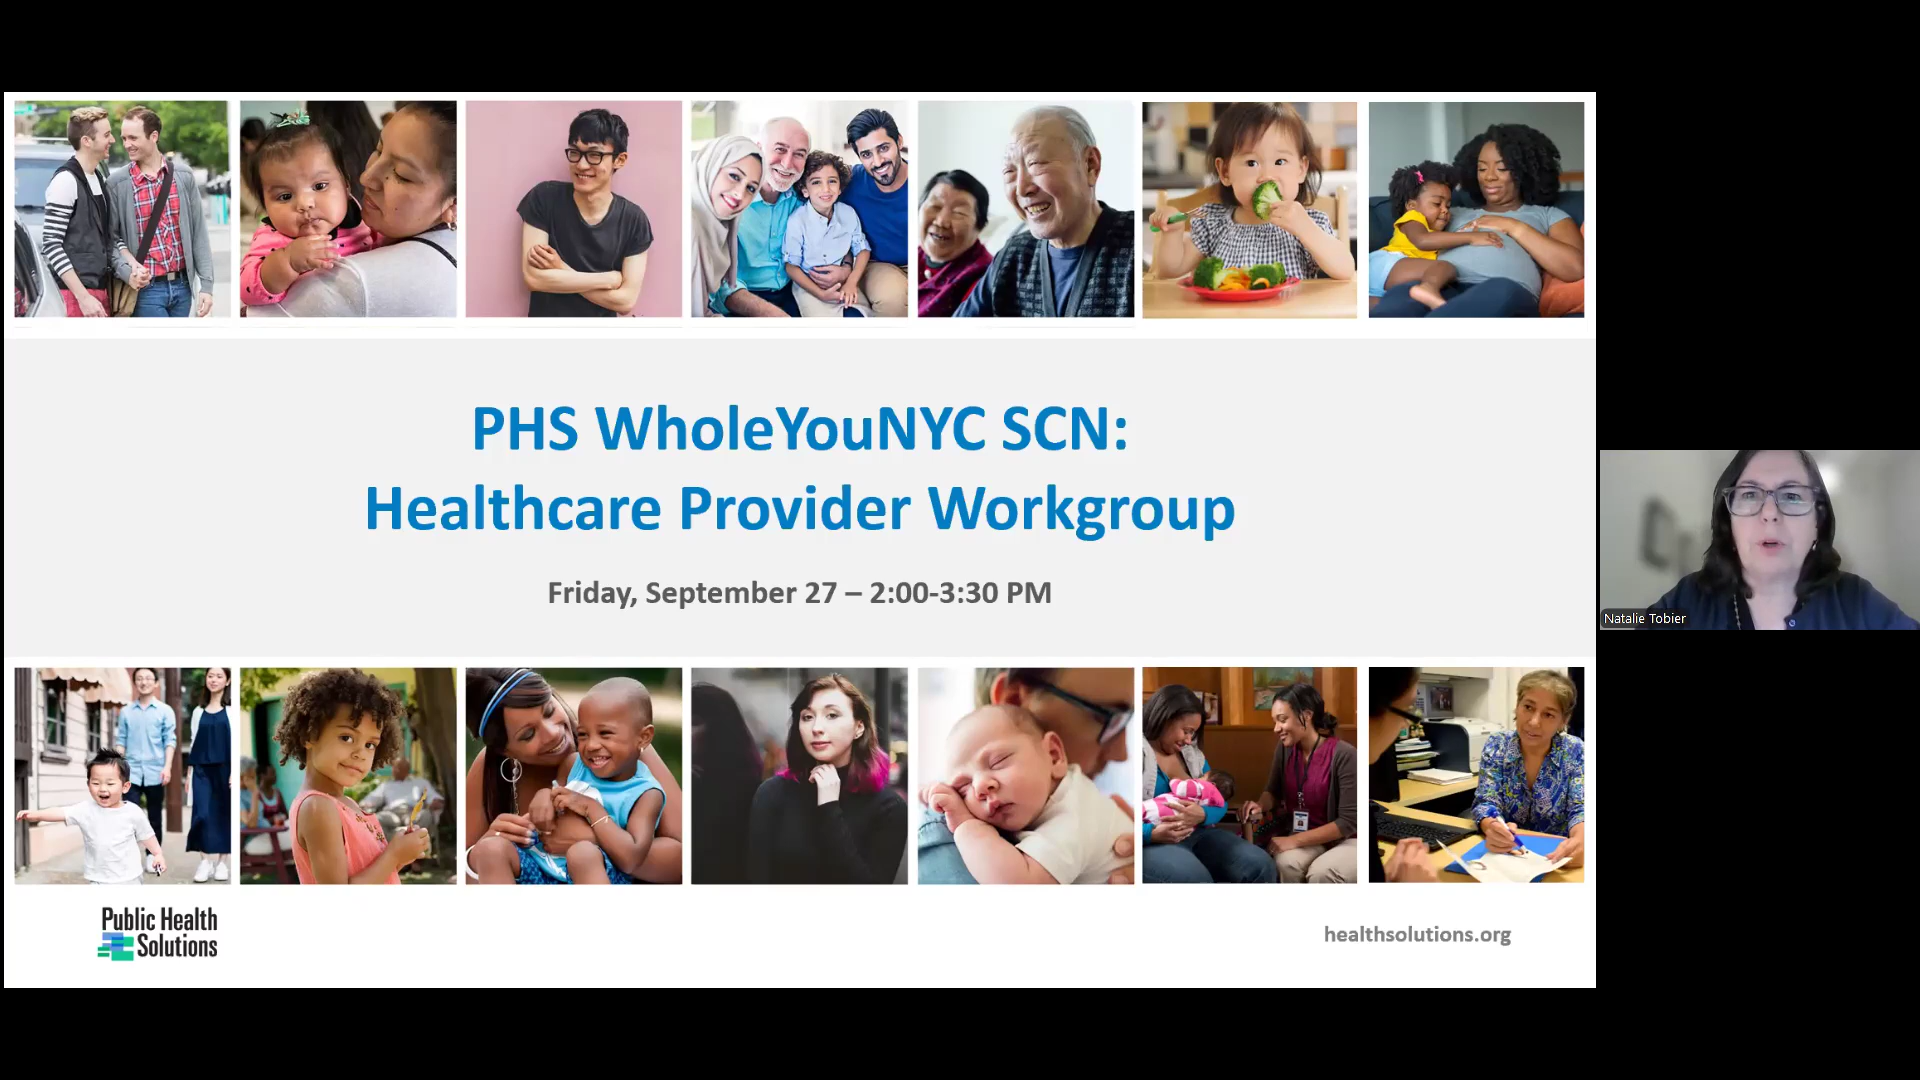 PHS WholeYouNYC SCN:
Healthcare Provider Workgroup
Friday, September 27 – 2:00-3:30 PM
Natalie Tobier
Public Health
Solutions
healthsolutions.org